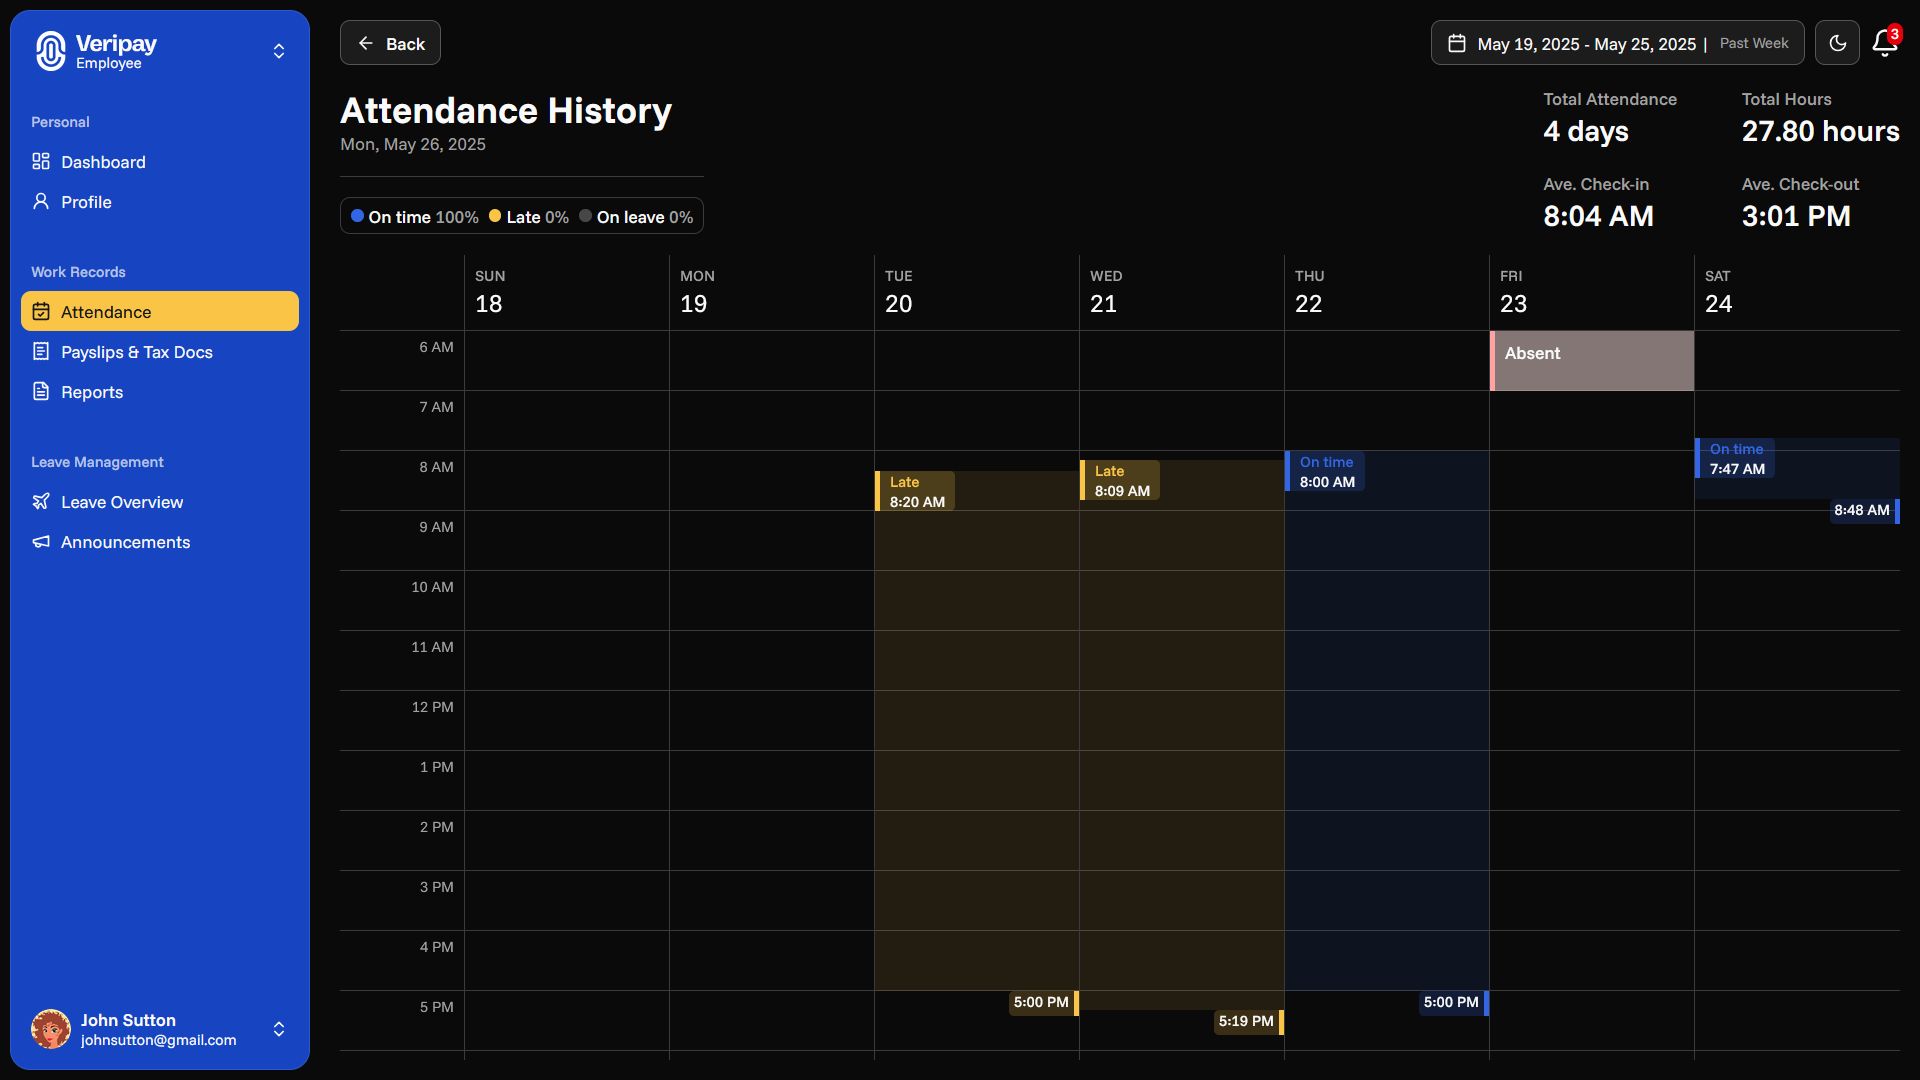 Veripay
Employee
Personal
Dashboard
Profile
Work Records
Attendance
Payslips & Tax Docs
Reports
Leave Management
Leave Overview
Announcements
John Sutton
johnsutton@gmail.com
Back
May 19, 2025 - May 25, 2025 | Past Week
3
Attendance History
Mon, May 26, 2025
On time 100% Late 0% On leave 0%
Total Attendance
4 days
Total Hours
27.80 hours
Ave. Check-in
8:04 AM
Ave. Check-out
3:01 PM
SUN
18
MON
19
TUE
20
WED
21
THU
22
FRI
23
SAT
24
6 AM
7 AM
8 AM
9 AM
10 AM
11 AM
12 PM
1 PM
2 PM
3 PM
4 PM
5 PM
Late
8:20 AM
5:00 PM
Late
8:09 AM
5:19 PM
On time
8:00 AM
5:00 PM
Absent
On time
7:47 AM
8:48 AM